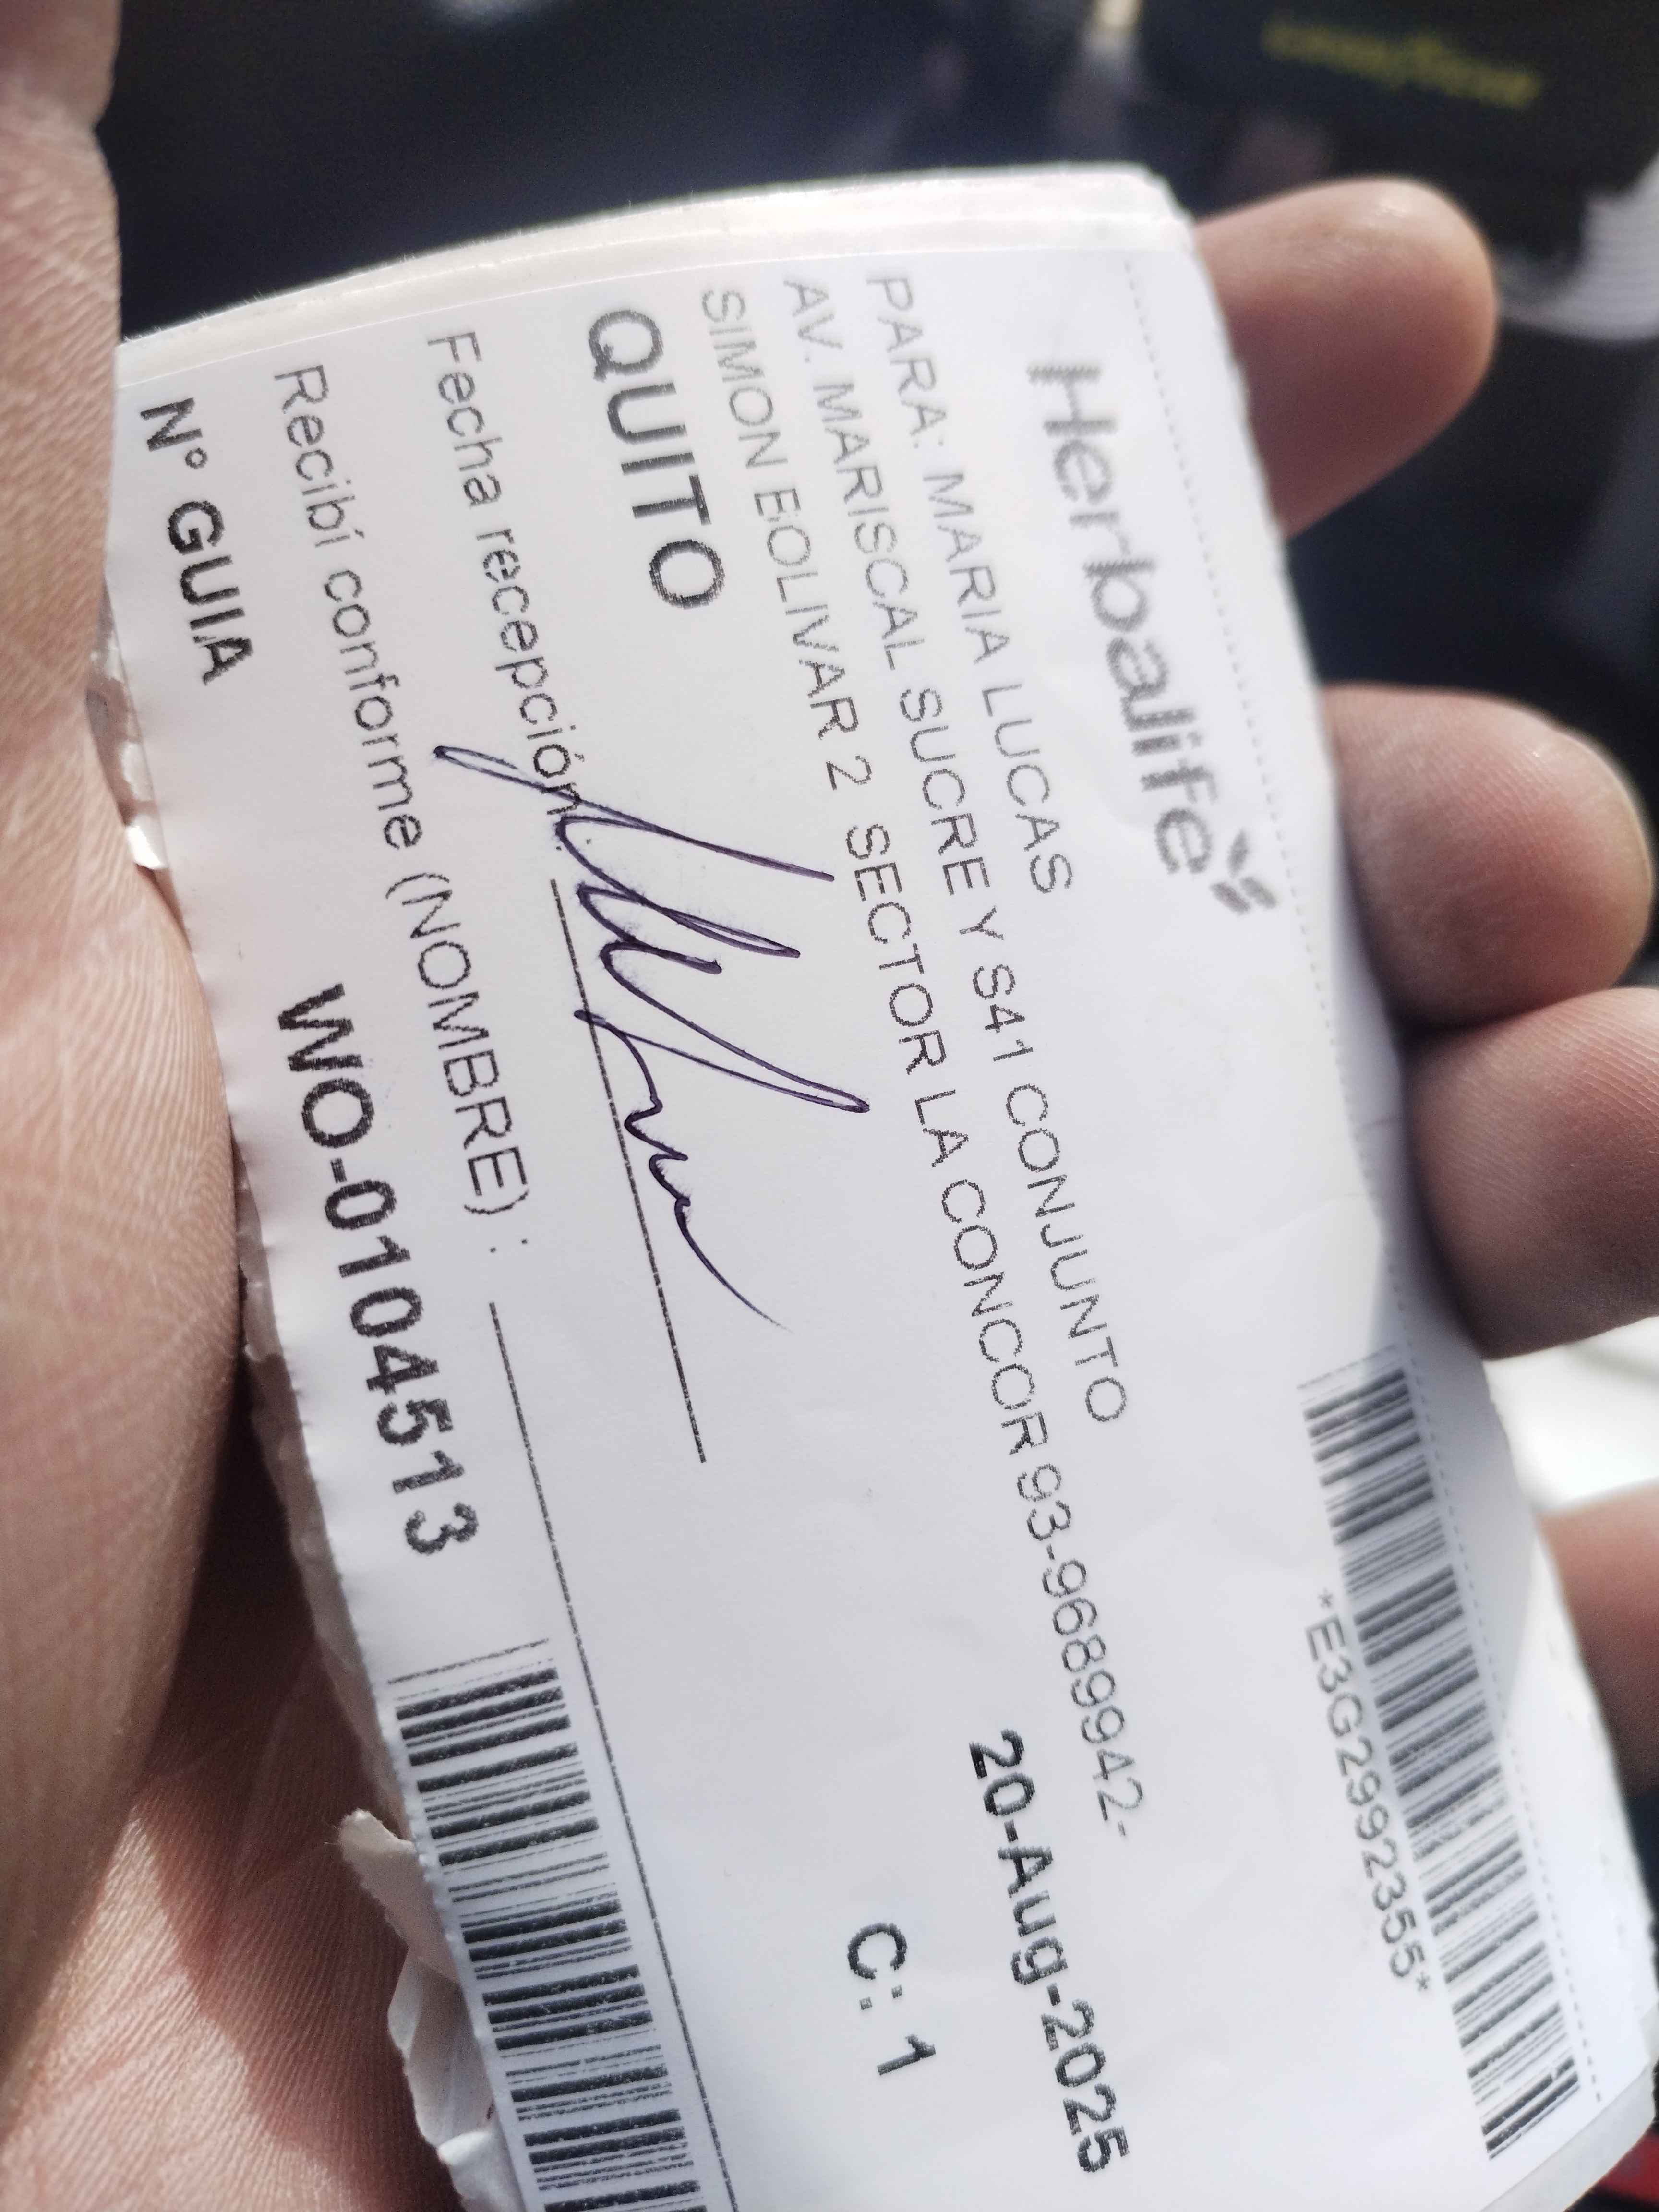 Herbalife
*E3G2992355*
PARA: MARIA LUCAS
AV. MARISCAL SUCRE Y S41 CONJUNTO
SIMON BOLIVAR 2 SECTOR LA CONCOR 93-96899942-
QUITO
20-Aug-2025
Fecha recepción:
C: 1
Recibí conforme (NOMBRE) :
N° GUIA WO-0104513